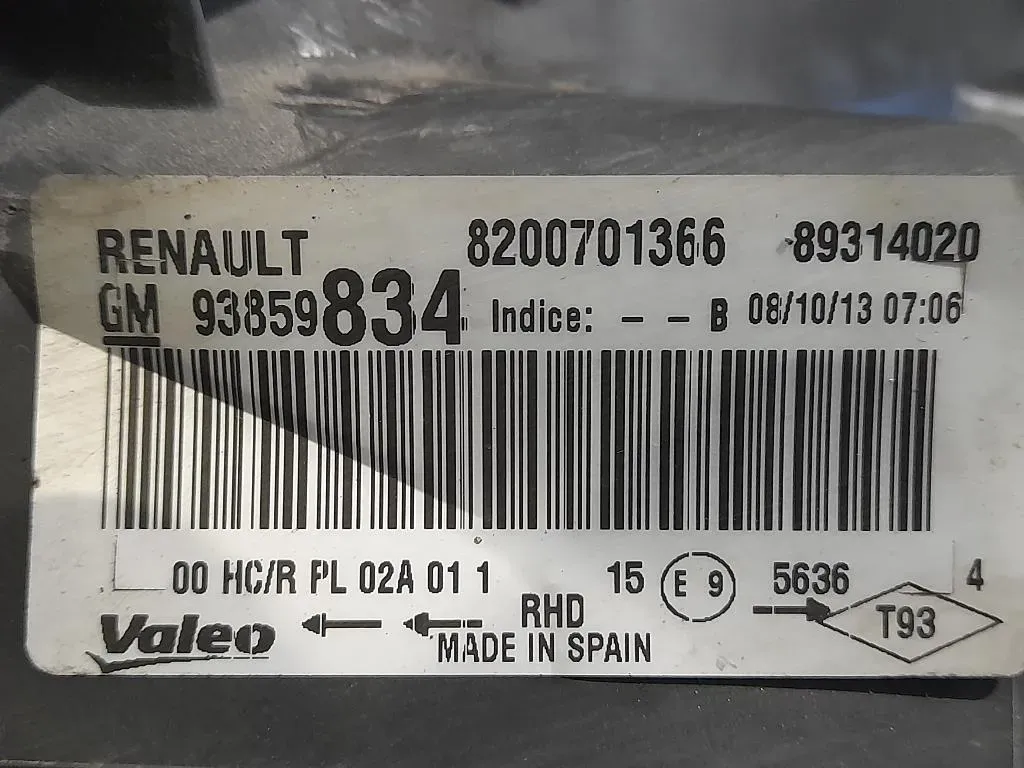 RENAULT 8200701366 89314020
GM 93859834 Indice: - - B 08/10/13 07:06
00 HC/R PL 02A 01 1 15 E 9 5636 4
Valeo RHD T93
MADE IN SPAIN